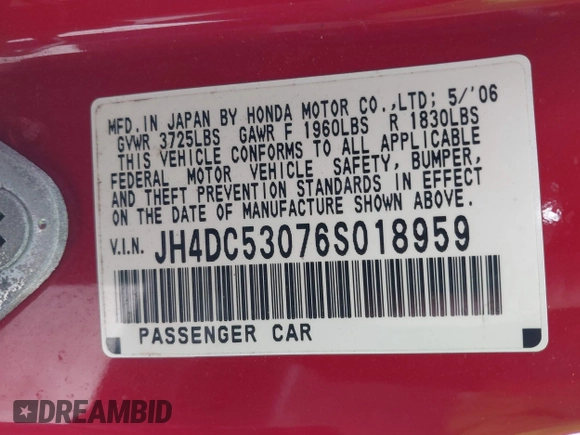 MFD. IN JAPAN BY HONDA MOTOR CO.,LTD; 5/'06
GVWR 3725LBS GAWR F 1960LBS R 1830LBS
THIS VEHICLE CONFORMS TO ALL APPLICABLE
FEDERAL MOTOR VEHICLE SAFETY, BUMPER,
AND THEFT PREVENTION STANDARDS IN EFFECT
ON THE DATE OF MANUFACTURE SHOWN ABOVE.
V.I.N. JH4DC53076S018959
PASSENGER CAR
DREAMBID